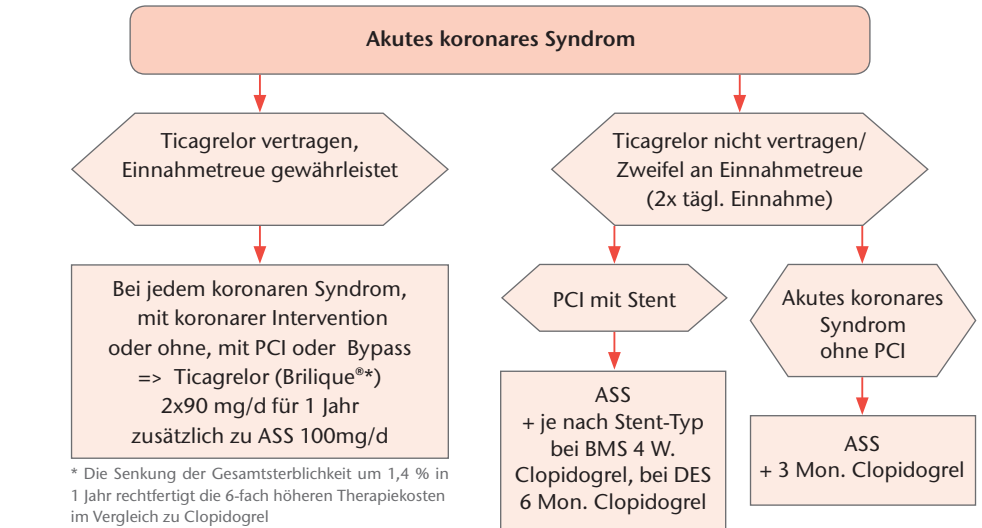 Akutes koronares Syndrom
Ticagrelor vertragen,
Einnahmetreue gewährleistet
Ticagrelor nicht vertragen/
Zweifel an Einnahmetreue
(2x tägl. Einnahme)
Bei jedem koronaren Syndrom,
mit koronarer Intervention
oder ohne, mit PCI oder Bypass
=> Ticagrelor (Brilique®*)
2x90 mg/d für 1 Jahr
zusätzlich zu ASS 100mg/d
* Die Senkung der Gesamtsterblichkeit um 1,4 % in
1 Jahr rechtfertigt die 6-fach höheren Therapiekosten
im Vergleich zu Clopidogrel
PCI mit Stent
ASS
+ je nach Stent-Typ
bei BMS 4 W.
Clopidogrel, bei DES
6 Mon. Clopidogrel
Akutes koronares
Syndrom
ohne PCI
ASS
+ 3 Mon. Clopidogrel